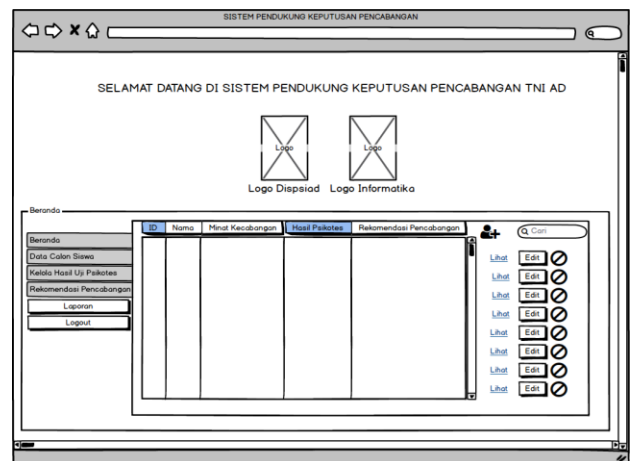 SISTEM PENDUKUNG KEPUTUSAN PENCABANGAN
SELAMAT DATANG DI SISTEM PENDUKUNG KEPUTUSAN PENCABANGAN TNI AD
Logo Logo
Logo Dispsiad Logo Informatika
Beranda
ID Nama Minat Kecabangan Hasil Psikotes Rekomendasi Pencabangan
Cari
Beranda
Data Calon Siswa
Kelola Hasil Uji Psikotes
Rekomendasi Pencabangan
Laporan
Logout
Lihat Edit
Lihat Edit
Lihat Edit
Lihat Edit
Lihat Edit
Lihat Edit
Lihat Edit
Lihat Edit